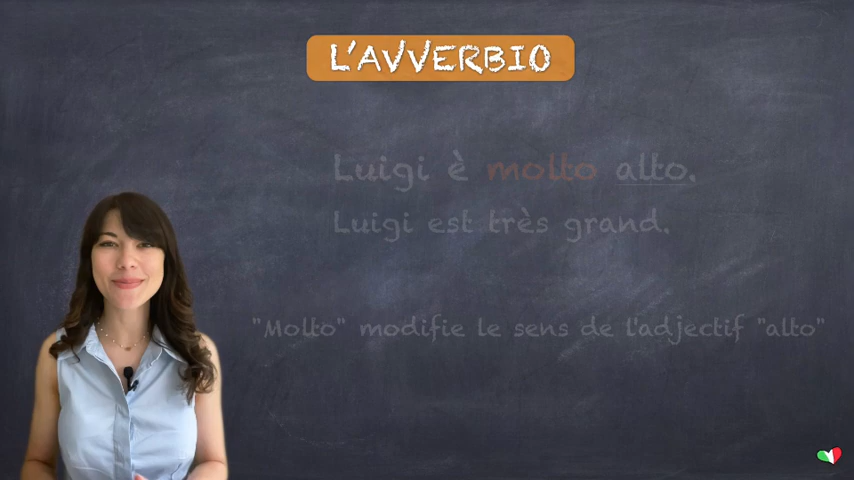 L'AVVERBIO
Luigi è molto alto.
Luigi est très grand.
"Molto" modifie le sens de l'adjectif "alto"